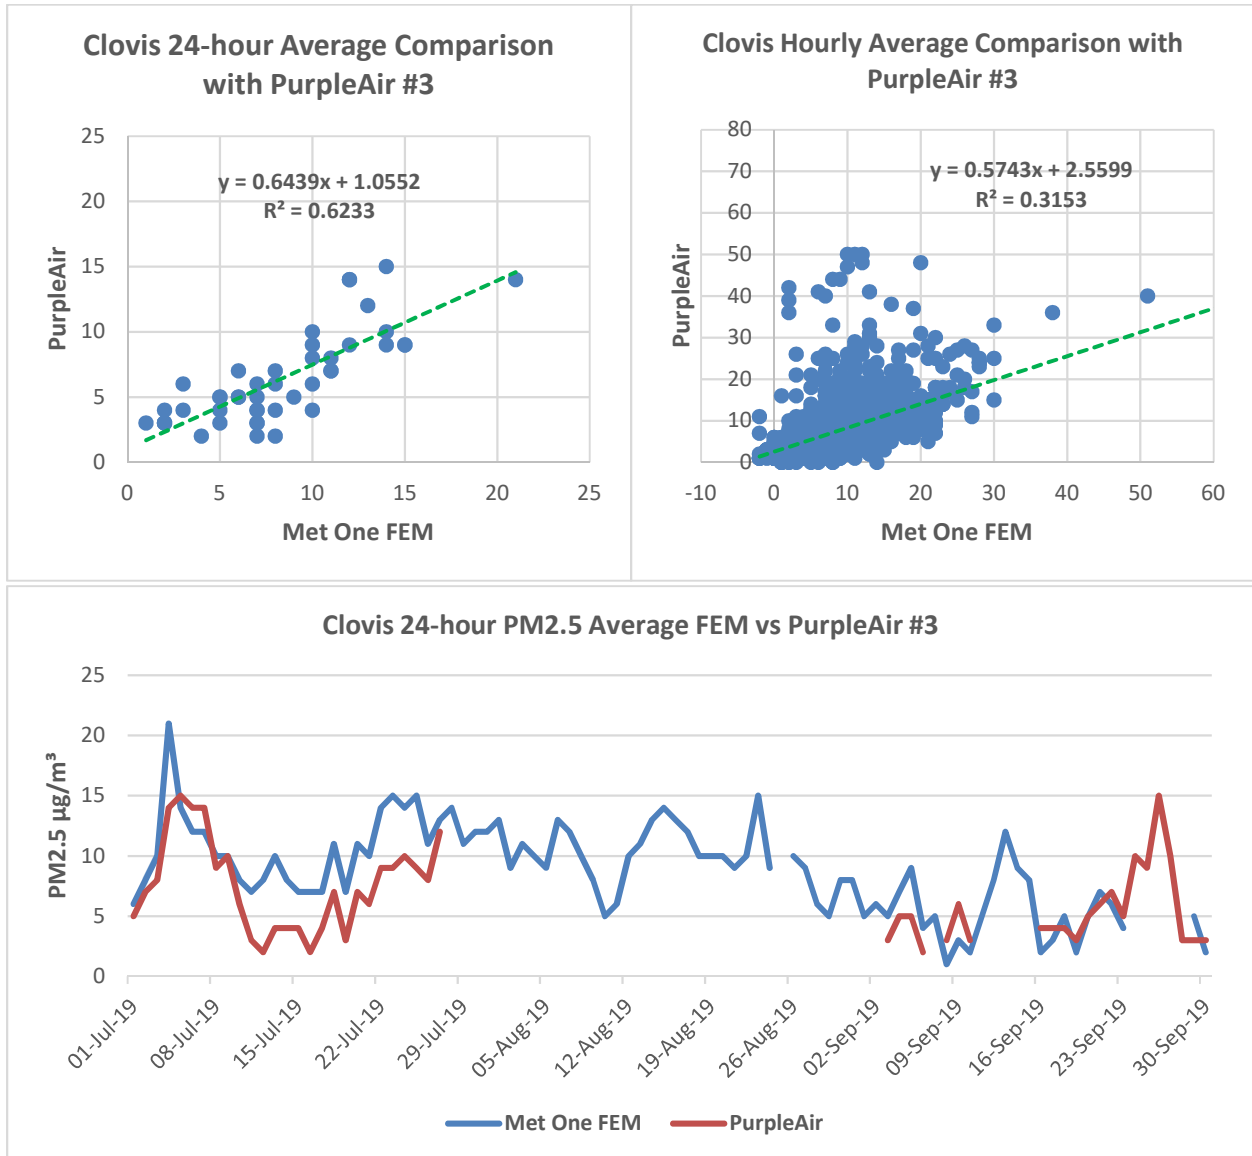 Clovis 24-hour Average Comparison
with PurpleAir #3
y = 0.6439x + 1.0552
R² = 0.6233
PurpleAir
25
20
15
10
5
0
0 5 10 15 20 25
Met One FEM
Clovis Hourly Average Comparison with
PurpleAir #3
y = 0.5743x + 2.5599
R² = 0.3153
PurpleAir
80
70
60
50
40
30
20
10
0
-10 0 10 20 30 40 50 60
Met One FEM
Clovis 24-hour PM2.5 Average FEM vs PurpleAir #3
PM2.5 µg/m³
25
20
15
10
5
0
01-Jul-19
08-Jul-19
15-Jul-19
22-Jul-19
29-Jul-19
05-Aug-19
12-Aug-19
19-Aug-19
26-Aug-19
02-Sep-19
09-Sep-19
16-Sep-19
23-Sep-19
30-Sep-19
Met One FEM PurpleAir